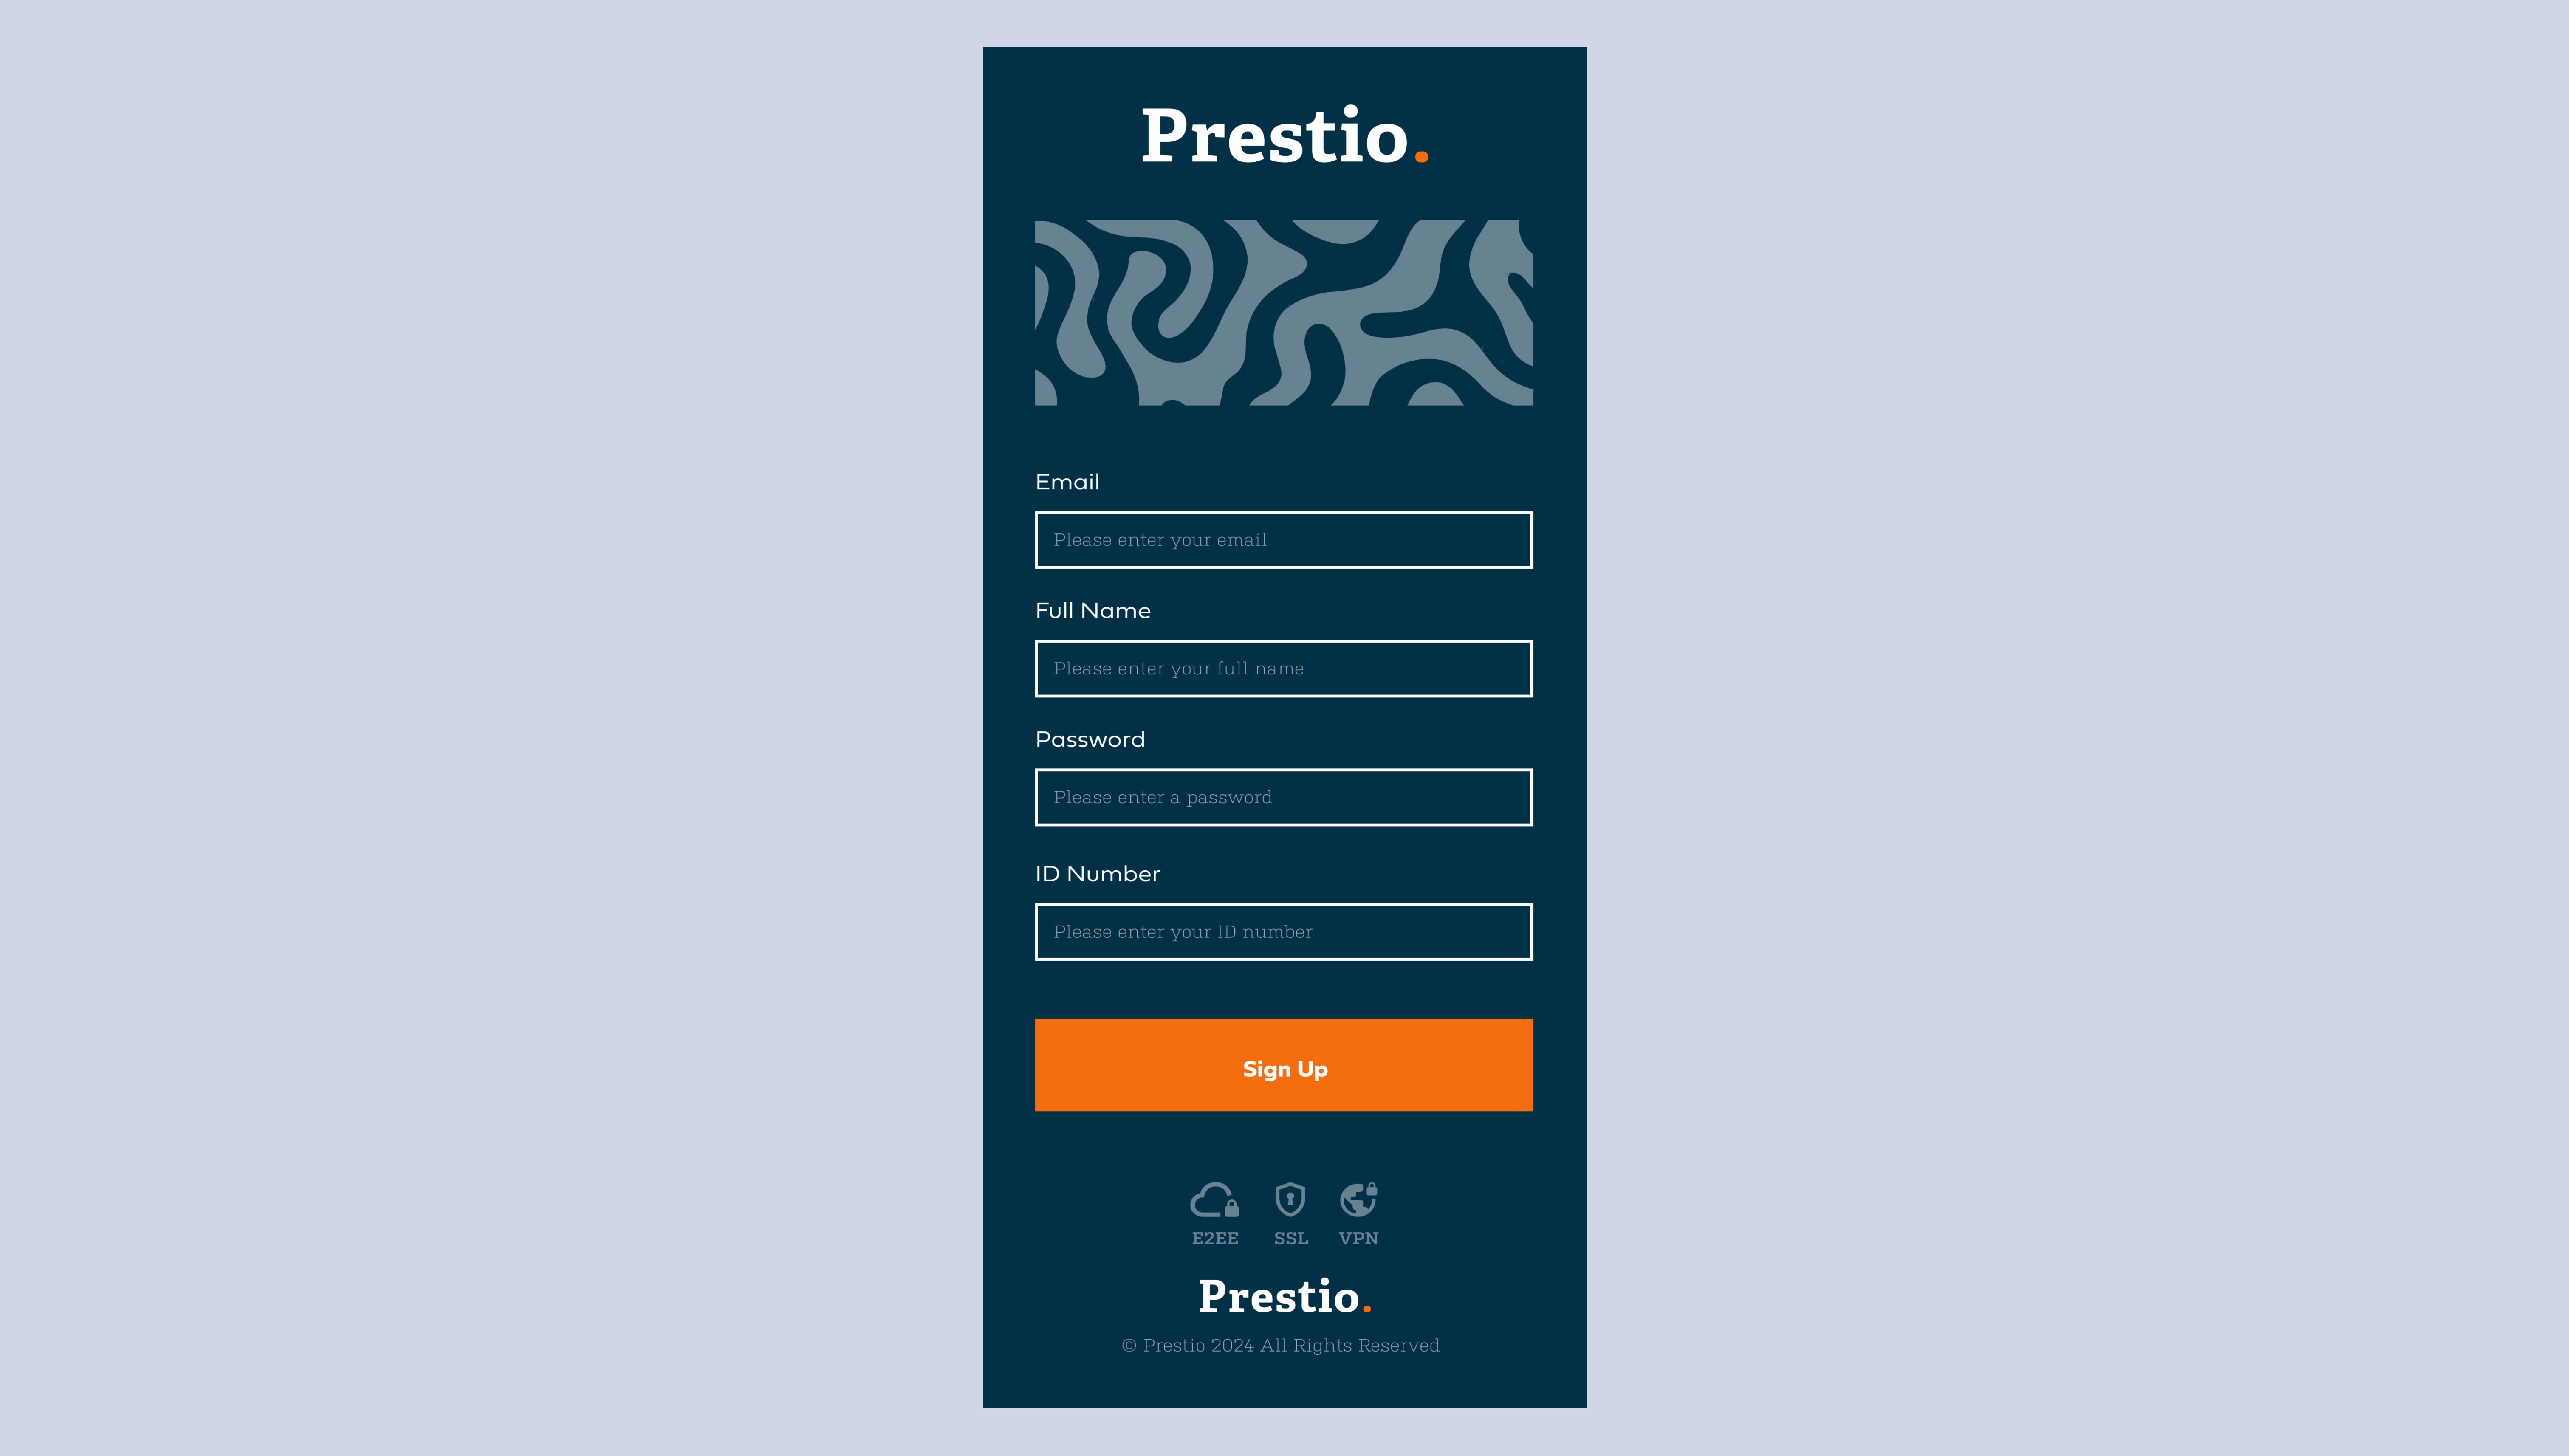 Prestio.
Email
Please enter your email
Full Name
Please enter your full name
Password
Please enter a password
ID Number
Please enter your ID number
Sign Up
E2EE SSL VPN
Prestio.
© Prestio 2024 All Rights Reserved